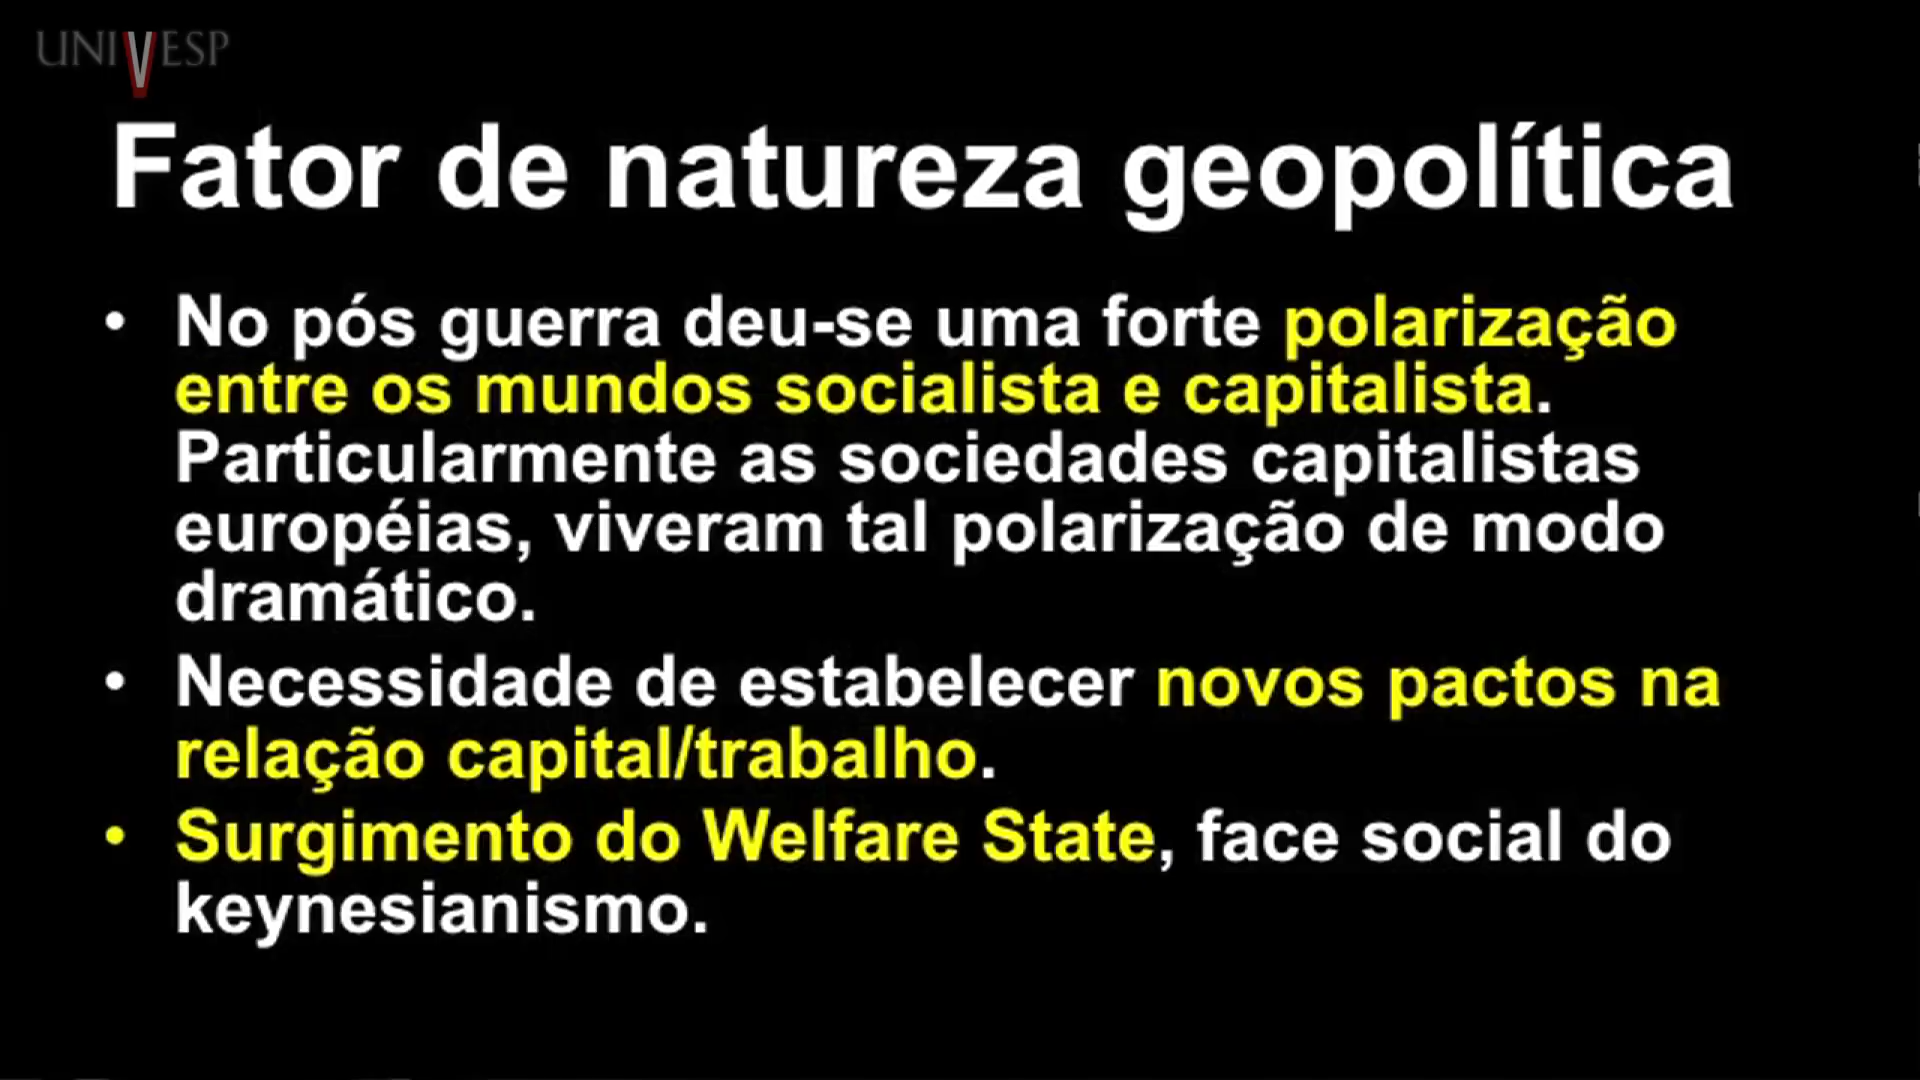 UNIVESP
Fator de natureza geopolítica
• No pós guerra deu-se uma forte polarização
entre os mundos socialista e capitalista.
Particularmente as sociedades capitalistas
européias, viveram tal polarização de modo
dramático.
• Necessidade de estabelecer novos pactos na
relação capital/trabalho.
• Surgimento do Welfare State, face social do
keynesianismo.